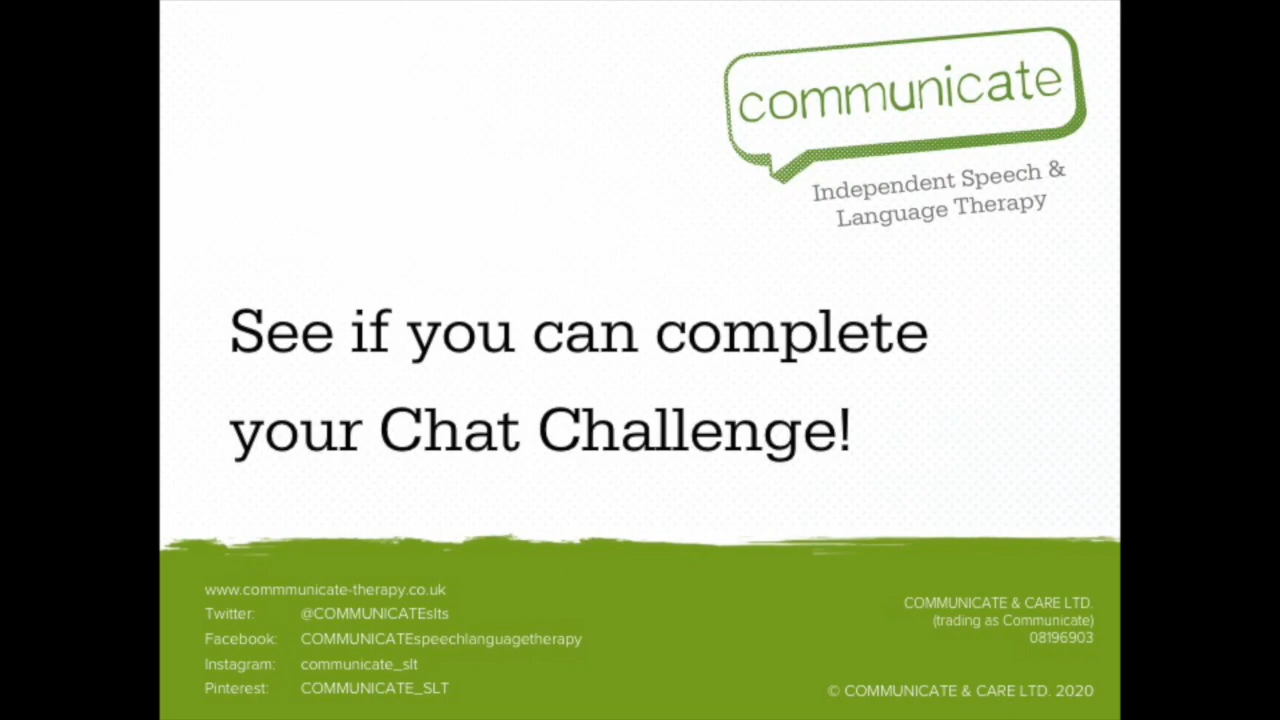 communicate
Independent Speech &
Language Therapy
See if you can complete
your Chat Challenge!
www.commmunicate-therapy.co.uk
Twitter: @COMMUNICATEslts
Facebook: COMMUNICATEspeechlanguagetherapy
Instagram: communicate_slt
Pinterest: COMMUNICATE_SLT
COMMUNICATE & CARE LTD.
(trading as Communicate)
08196903
© COMMUNICATE & CARE LTD. 2020